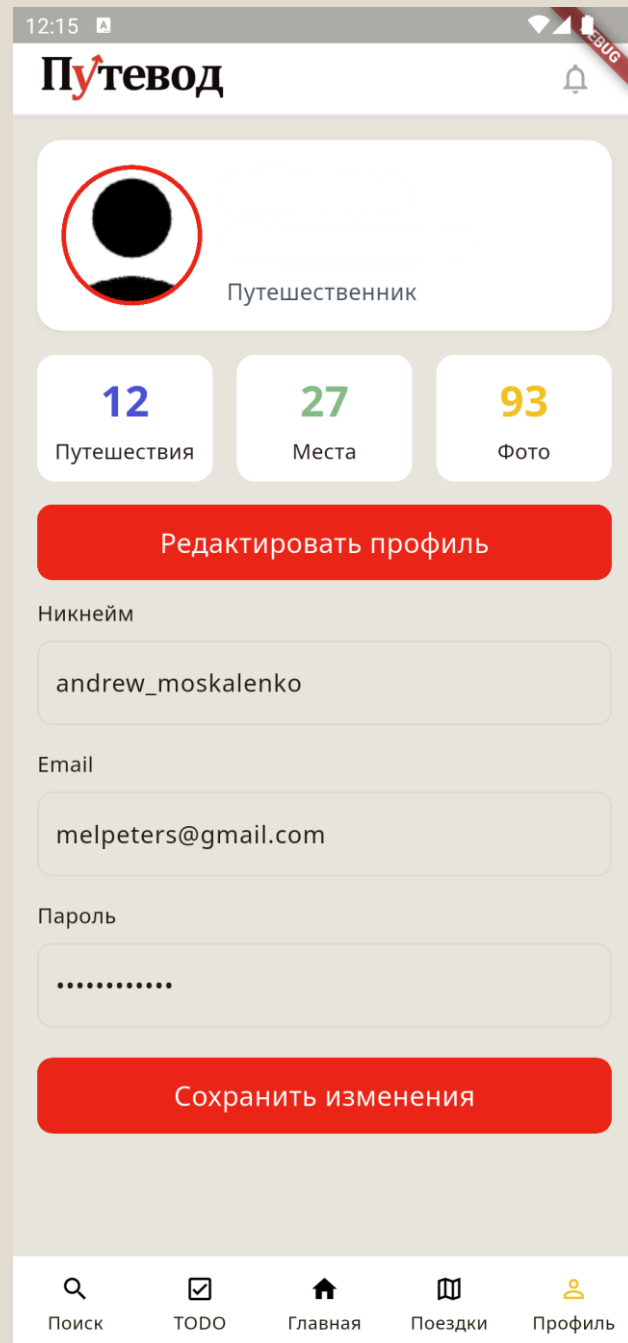 12:15 A
DEBUG
Путевод
Путешественник
12 27 93
Путешествия Места Фото
Редактировать профиль
Никнейм
andrew_moskalenko
Email
melpeters@gmail.com
Пароль
••••••••••••
Сохранить изменения
Поиск TODO Главная Поездки Профиль